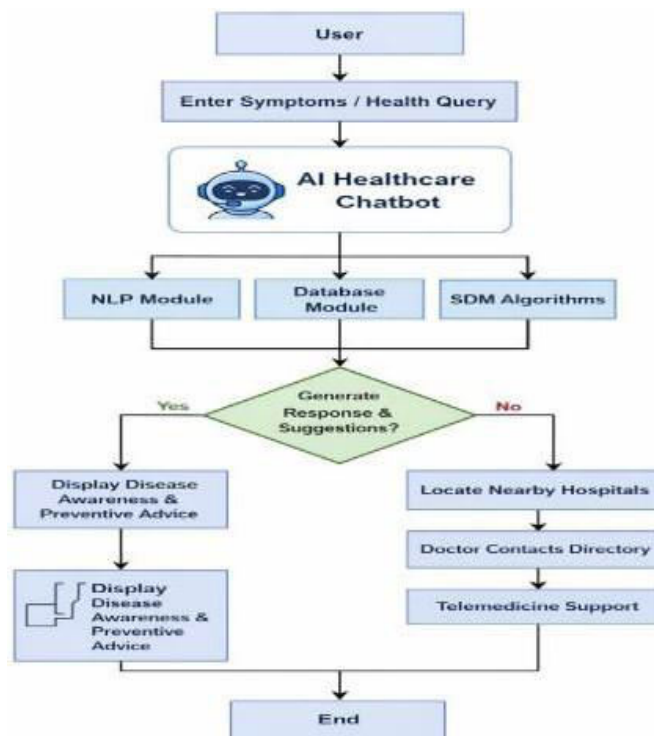 User
Enter Symptoms / Health Query
AI Healthcare
Chatbot
NLP Module
Database
Module
SDM Algorithms
Generate
Response &
Suggestions?
Yes
No
Display Disease
Awareness &
Preventive Advice
Locate Nearby Hospitals
Doctor Contacts Directory
Display
Disease
Awareness &
Preventive
Advice
Telemedicine Support
End